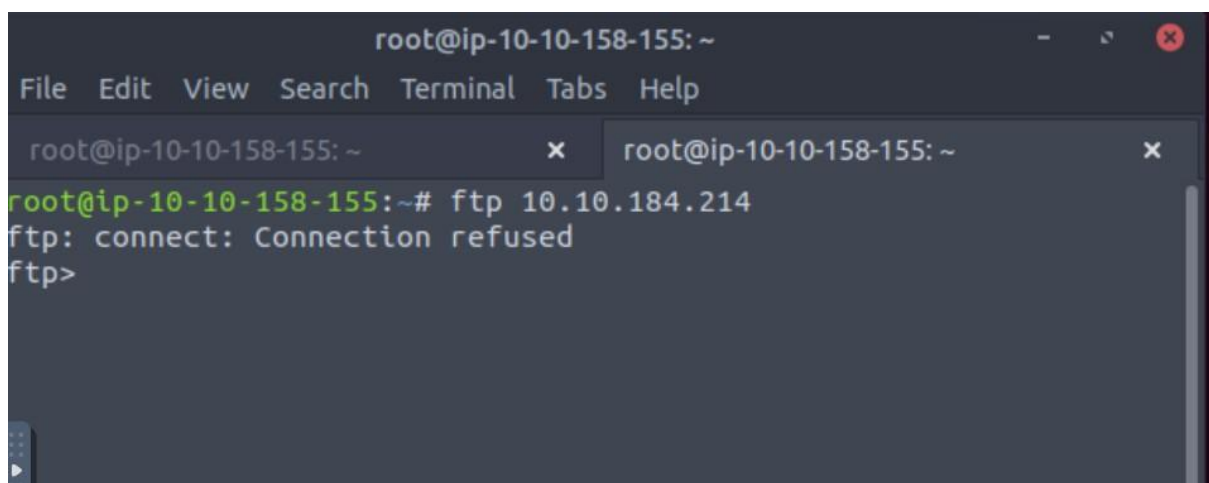 root@ip-10-10-158-155: ~
File Edit View Search Terminal Tabs Help
root@ip-10-10-158-155: ~ × root@ip-10-10-158-155: ~ ×
root@ip-10-10-158-155:~# ftp 10.10.184.214
ftp: connect: Connection refused
ftp>